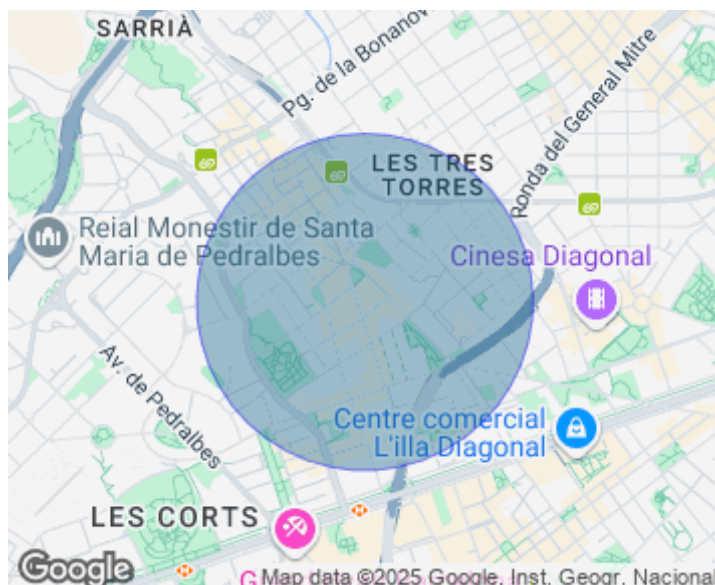 SARRIÀ
Pg. de la Bonanov
Ronda del General Mitre
LES TRES
TORRES
Reial Monestir de Santa
Maria de Pedralbes
Cinesa Diagonal
Av. de Pedralbes
Centre comercial
L'illa Diagonal
LES CORTS
Google
G
Map data ©2025 Google, Inst. Geogr. Nacional